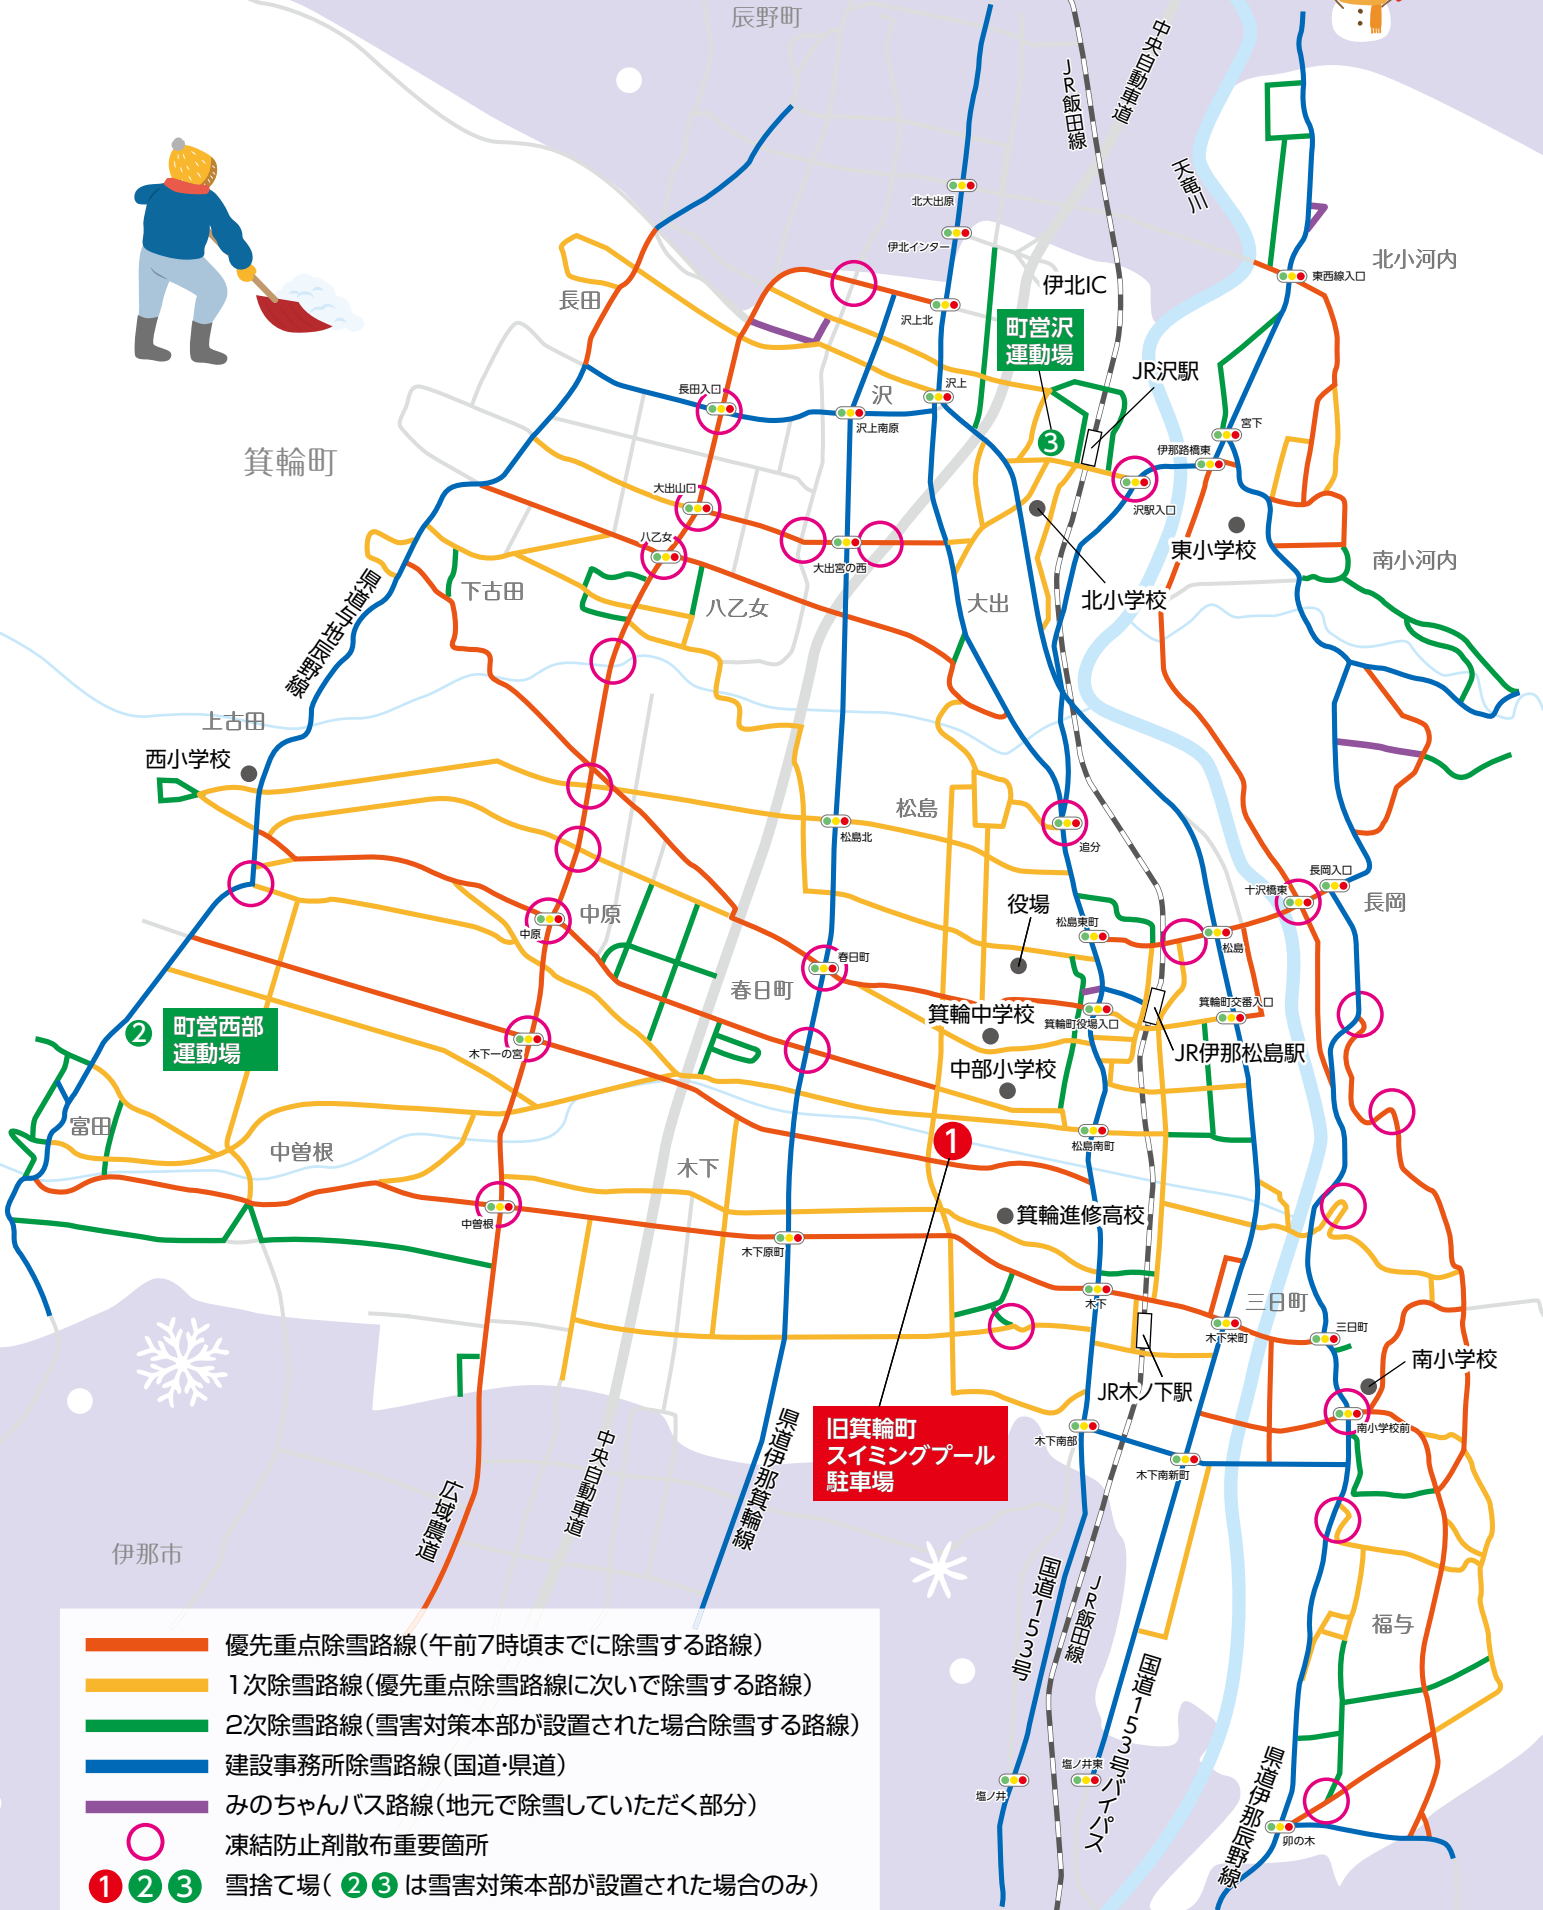 辰野町
中央自動車道
JR飯田線
天竜川
北大出原
伊北インター
北小河内
東西線入口
伊北IC
長田
沢上北
町営沢
運動場
JR沢駅
長田入口
沢
沢上
沢上南原
宮下
3
伊那路橋東
箕輪町
大出山口
沢駅入口
八乙女
大出宮の西
東小学校
南小河内
県道与地辰野線
下古田
八乙女
大出
北小学校
上古田
西小学校
松島
松島北
追分
長岡入口
十沢橋東
役場
長岡
中原
中原
松島東町
松島
春日町
春日町
箕輪町交番入口
箕輪中学校
箕輪町役場入口
2
町営西部
運動場
木下一の宮
JR伊那松島駅
中部小学校
富田
中曽根
1
松島南町
木下
中曽根
箕輪進修高校
木下原町
木下
三日町
木下栄町
三日町
南小学校
JR木ノ下駅
旧箕輪町
スイミングプール
駐車場
木下南部
南小学校前
木下南新町
県道伊那箕輪線
中央自動車道
広域農道
伊那市
国道153号
JR飯田線
国道153号バイパス
福与
塩ノ井東
塩ノ井
県道伊那辰野線
卯の木
優先重点除雪路線（午前7時頃までに除雪する路線）
1次除雪路線（優先重点除雪路線に次いで除雪する路線）
2次除雪路線（雪害対策本部が設置された場合除雪する路線）
建設事務所除雪路線（国道・県道）
みのちゃんバス路線（地元で除雪していただく部分）
凍結防止剤散布重要箇所
1 2 3 雪捨て場（ 2 3 は雪害対策本部が設置された場合のみ）